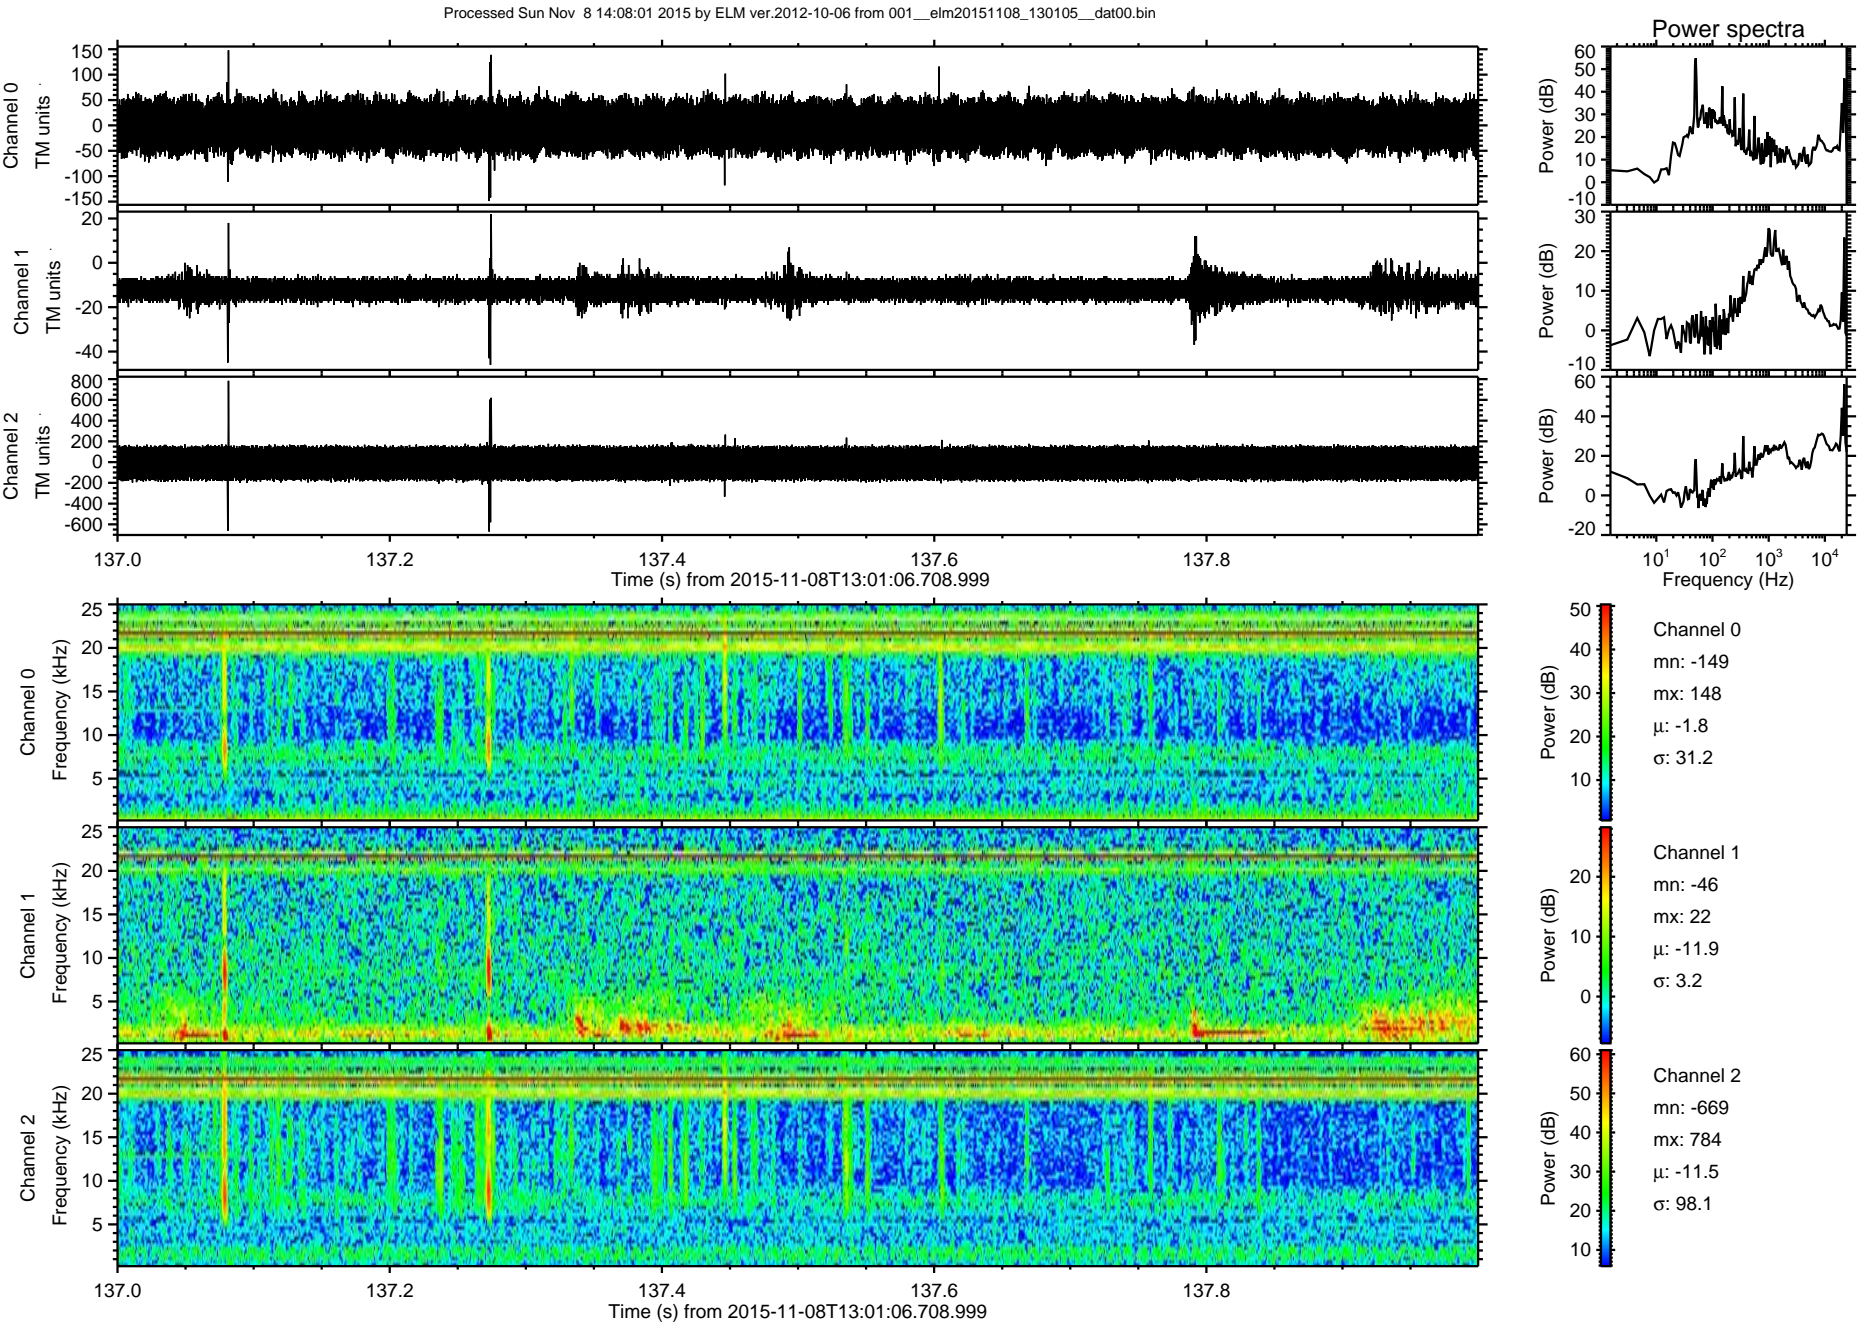 Processed Sun Nov 8 14:08:01 2015 by ELM ver.2012-10-06 from 001__elm20151108_130105__dat00.bin
Power spectra
Channel 0
TM units
150
100
50
0
-50
-100
-150
Power (dB)
60
50
40
30
20
10
0
-10
Channel 1
TM units
20
0
-20
-40
Power (dB)
30
20
10
0
-10
Channel 2
TM units
800
600
400
200
0
-200
-400
-600
Power (dB)
60
40
20
0
-20
137.0 137.2 137.4 137.6 137.8
Time (s) from 2015-11-08T13:01:06.708.999
10¹ 10² 10³ 10⁴
Frequency (Hz)
Channel 0
Frequency (kHz)
25
20
15
10
5
Power (dB)
50
40
30
20
10
Channel 0
mn: -149
mx: 148
μ: -1.8
σ: 31.2
Channel 1
Frequency (kHz)
25
20
15
10
5
Power (dB)
20
10
0
Channel 1
mn: -46
mx: 22
μ: -11.9
σ: 3.2
Channel 2
Frequency (kHz)
25
20
15
10
5
Power (dB)
60
50
40
30
20
10
Channel 2
mn: -669
mx: 784
μ: -11.5
σ: 98.1
137.0 137.2 137.4 137.6 137.8
Time (s) from 2015-11-08T13:01:06.708.999